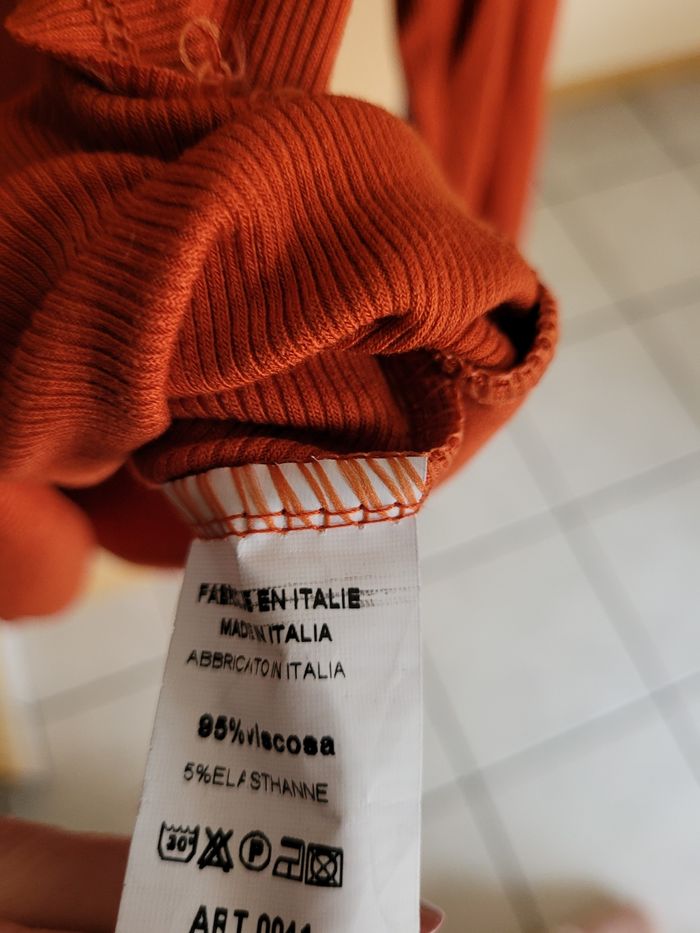 EN ITALIE
MADE IN ITALIA
ABBRICATO IN ITALIA
95%viscosa
5%ELASTHANNE
30°
P
ART.